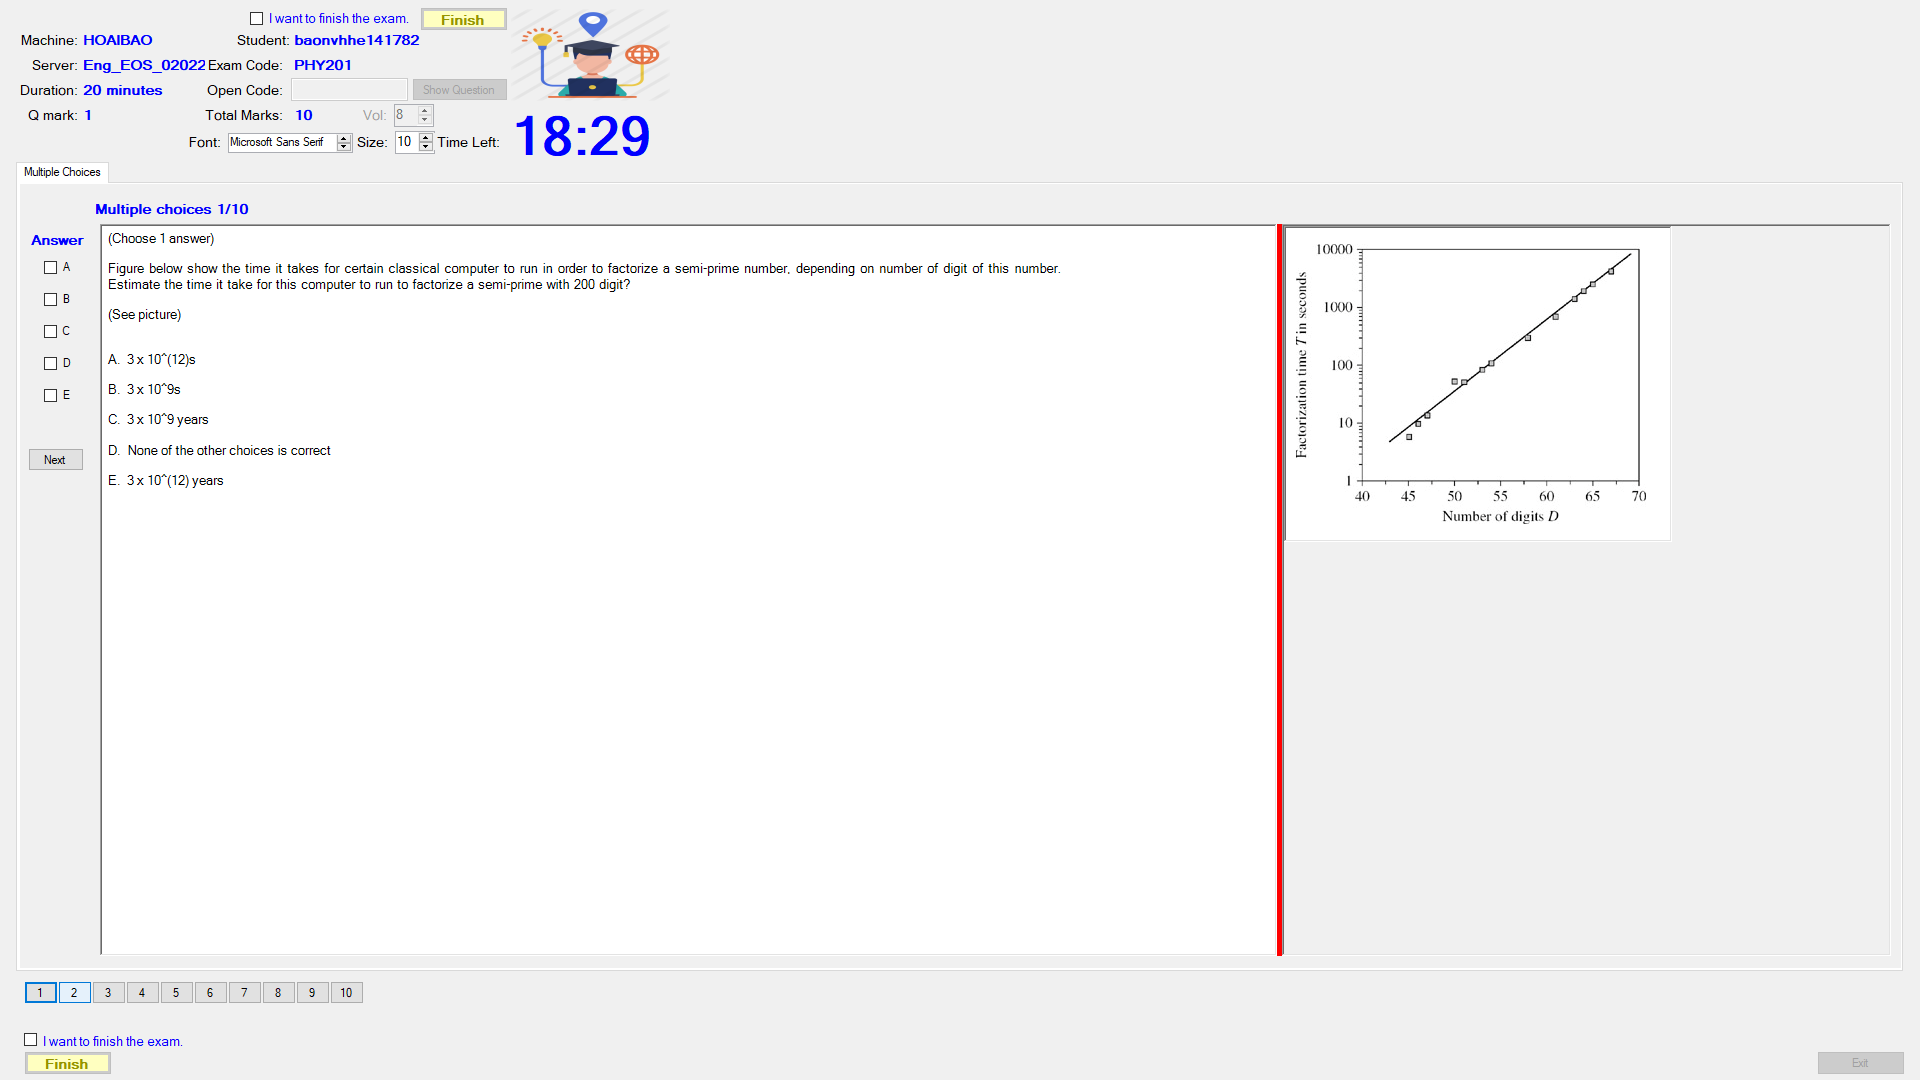 I want to finish the exam. Finish
Machine: HOAIBAO Student: baonvhhe141782
Server: Eng_EOS_02022 Exam Code: PHY201
Duration: 20 minutes Open Code: Show Question
Q mark: 1 Total Marks: 10 Vol: 8
Font: Microsoft Sans Serif Size: 10 Time Left: 18:29
Multiple Choices
Multiple choices 1/10
Answer
A
B
C
D
E
Next
(Choose 1 answer)
Figure below show the time it takes for certain classical computer to run in order to factorize a semi-prime number, depending on number of digit of this number.
Estimate the time it take for this computer to run to factorize a semi-prime with 200 digit?
(See picture)
A. 3 x 10^(12)s
B. 3 x 10^9s
C. 3 x 10^9 years
D. None of the other choices is correct
E. 3 x 10^(12) years
Factorization time T in seconds
10000
1000
100
10
1
40 45 50 55 60 65 70
Number of digits D
1 2 3 4 5 6 7 8 9 10
I want to finish the exam.
Finish
Exit